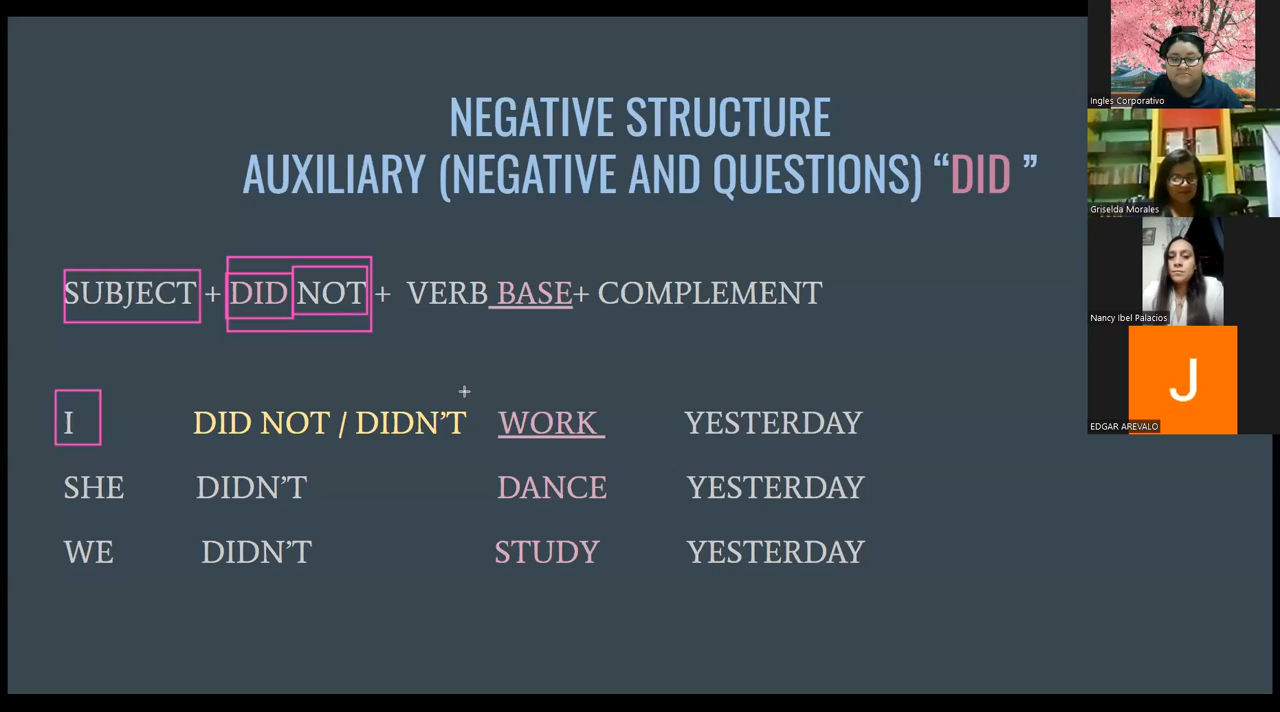 NEGATIVE STRUCTURE
AUXILIARY (NEGATIVE AND QUESTIONS) “DID ”
SUBJECT + DID NOT + VERB BASE+ COMPLEMENT
I DID NOT / DIDN’T WORK YESTERDAY
SHE DIDN’T DANCE YESTERDAY
WE DIDN’T STUDY YESTERDAY
Ingles Corporativo
Griselda Morales
Nancy Ibel Palacios
J
EDGAR AREVALO